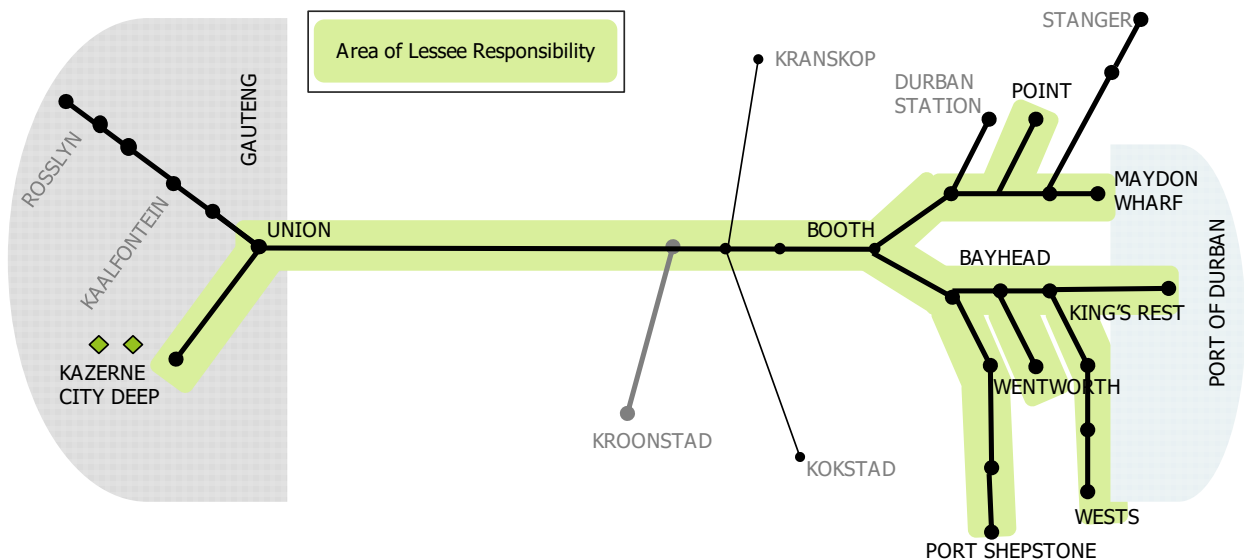 STANGER
Area of Lessee Responsibility
KRANSKOP
DURBAN
STATION
POINT
GAUTENG
ROSSLYN
KAALFONTEIN
UNION
BOOTH
MAYDON
WHARF
BAYHEAD
KING'S REST
PORT OF DURBAN
KAZERNE
CITY DEEP
WENTWORTH
KROONSTAD
KOKSTAD
WESTS
PORT SHEPSTONE